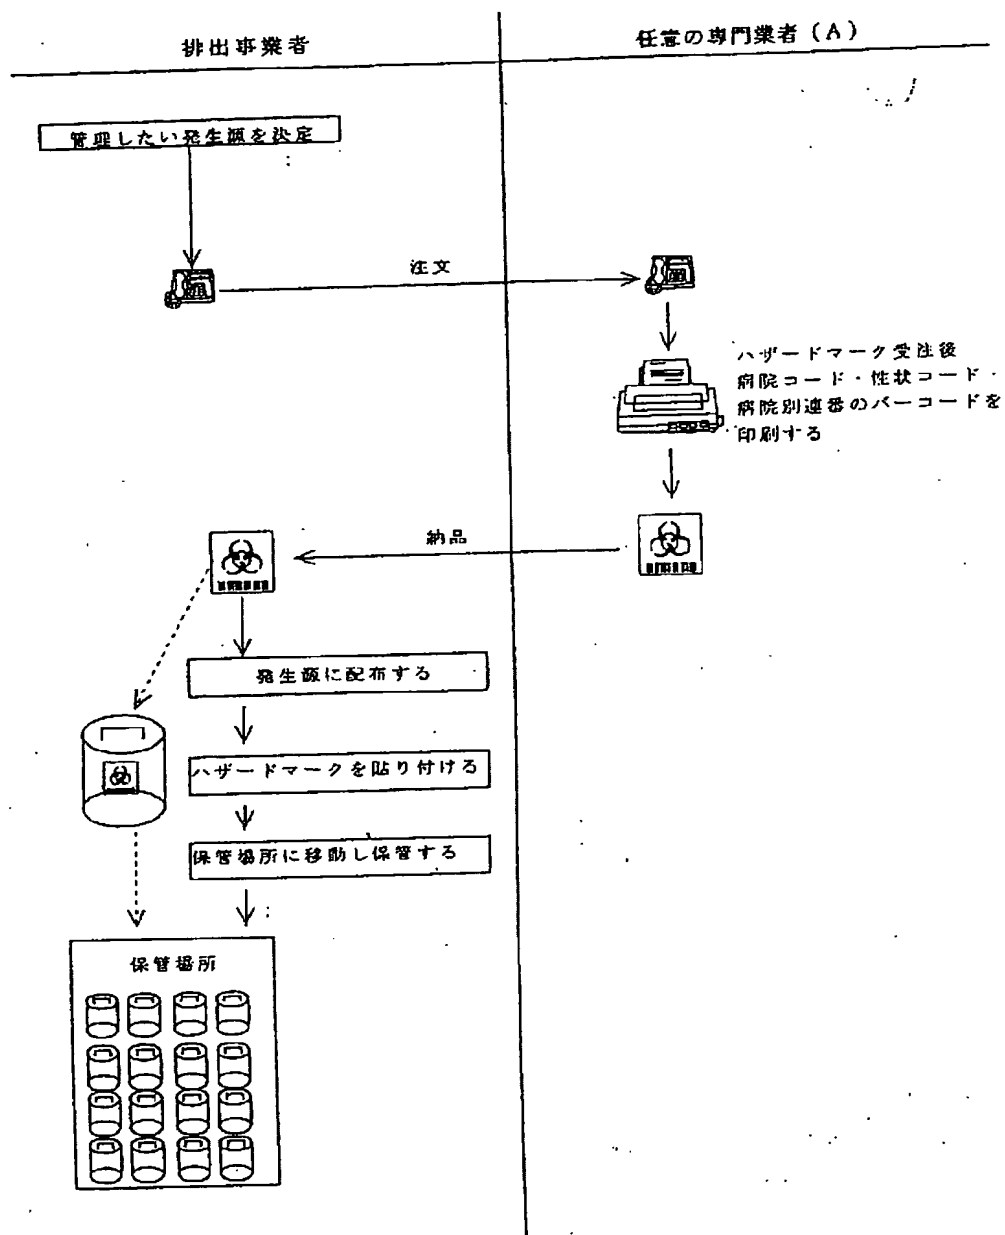 排出事業者
任意の専門業者(A)
管理したい発生源を決定
注文
ハザードマーク受注後
病院コード・性状コード・
病院別連番のバーコードを
印刷する
納品
発生源に配布する
ハザードマークを貼り付ける
保管場所に移動し保管する
保管場所